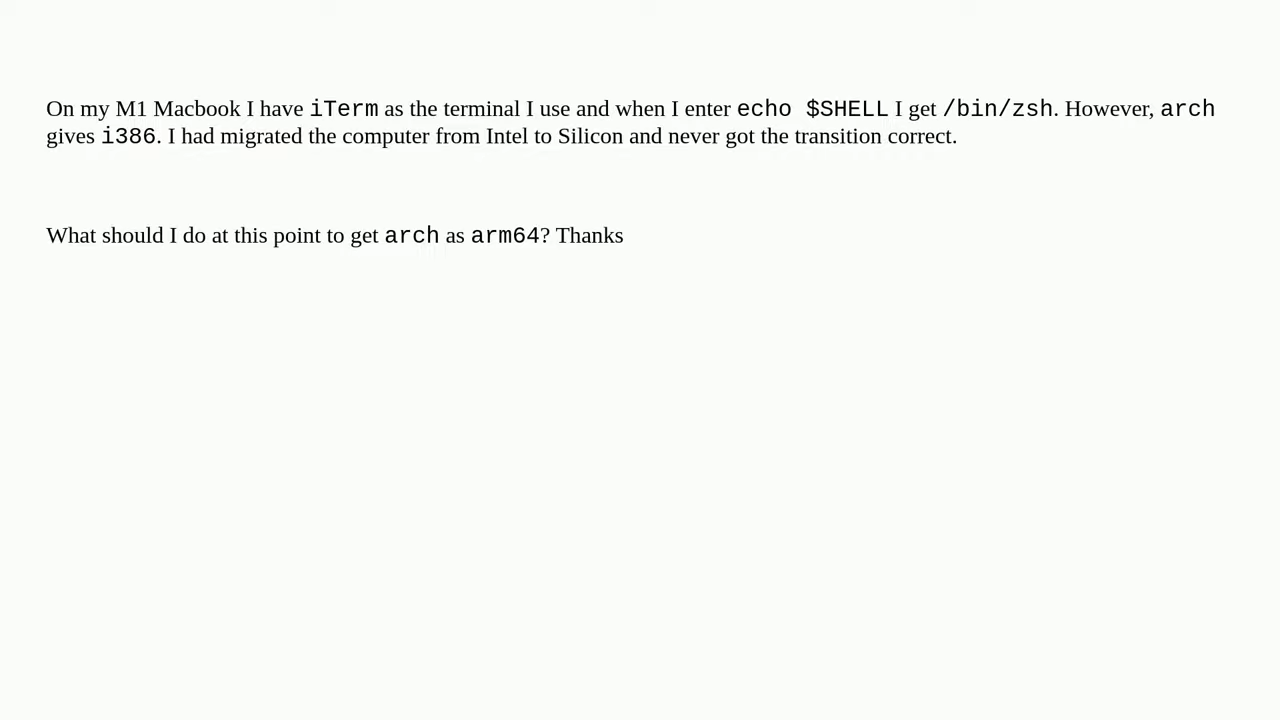 On my M1 Macbook I have iTerm as the terminal I use and when I enter echo $SHELL I get /bin/zsh. However, arch
gives i386. I had migrated the computer from Intel to Silicon and never got the transition correct.
What should I do at this point to get arch as arm64? Thanks